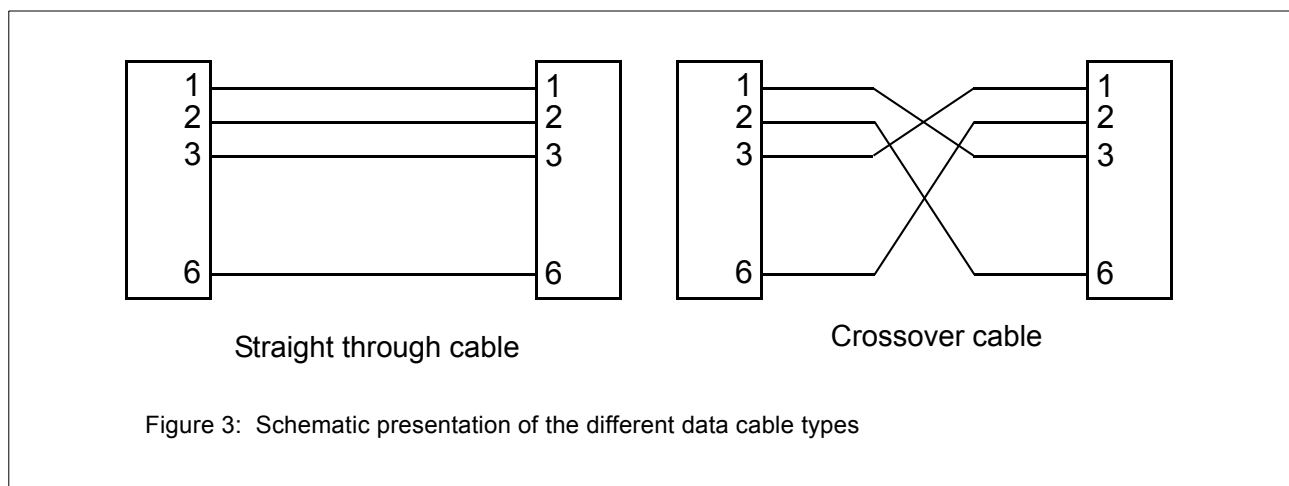 1 1 1 1
2 2 2 2
3 3 3 3
6 6 6 6
Straight through cable
Crossover cable
Figure 3: Schematic presentation of the different data cable types